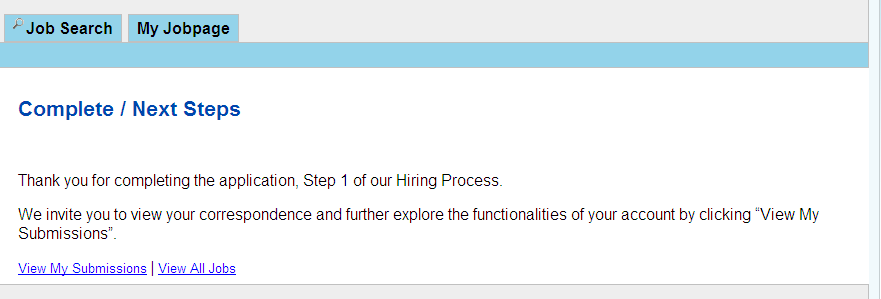 Job Search My Jobpage
Complete / Next Steps
Thank you for completing the application, Step 1 of our Hiring Process.
We invite you to view your correspondence and further explore the functionalities of your account by clicking “View My
Submissions”.
View My Submissions | View All Jobs